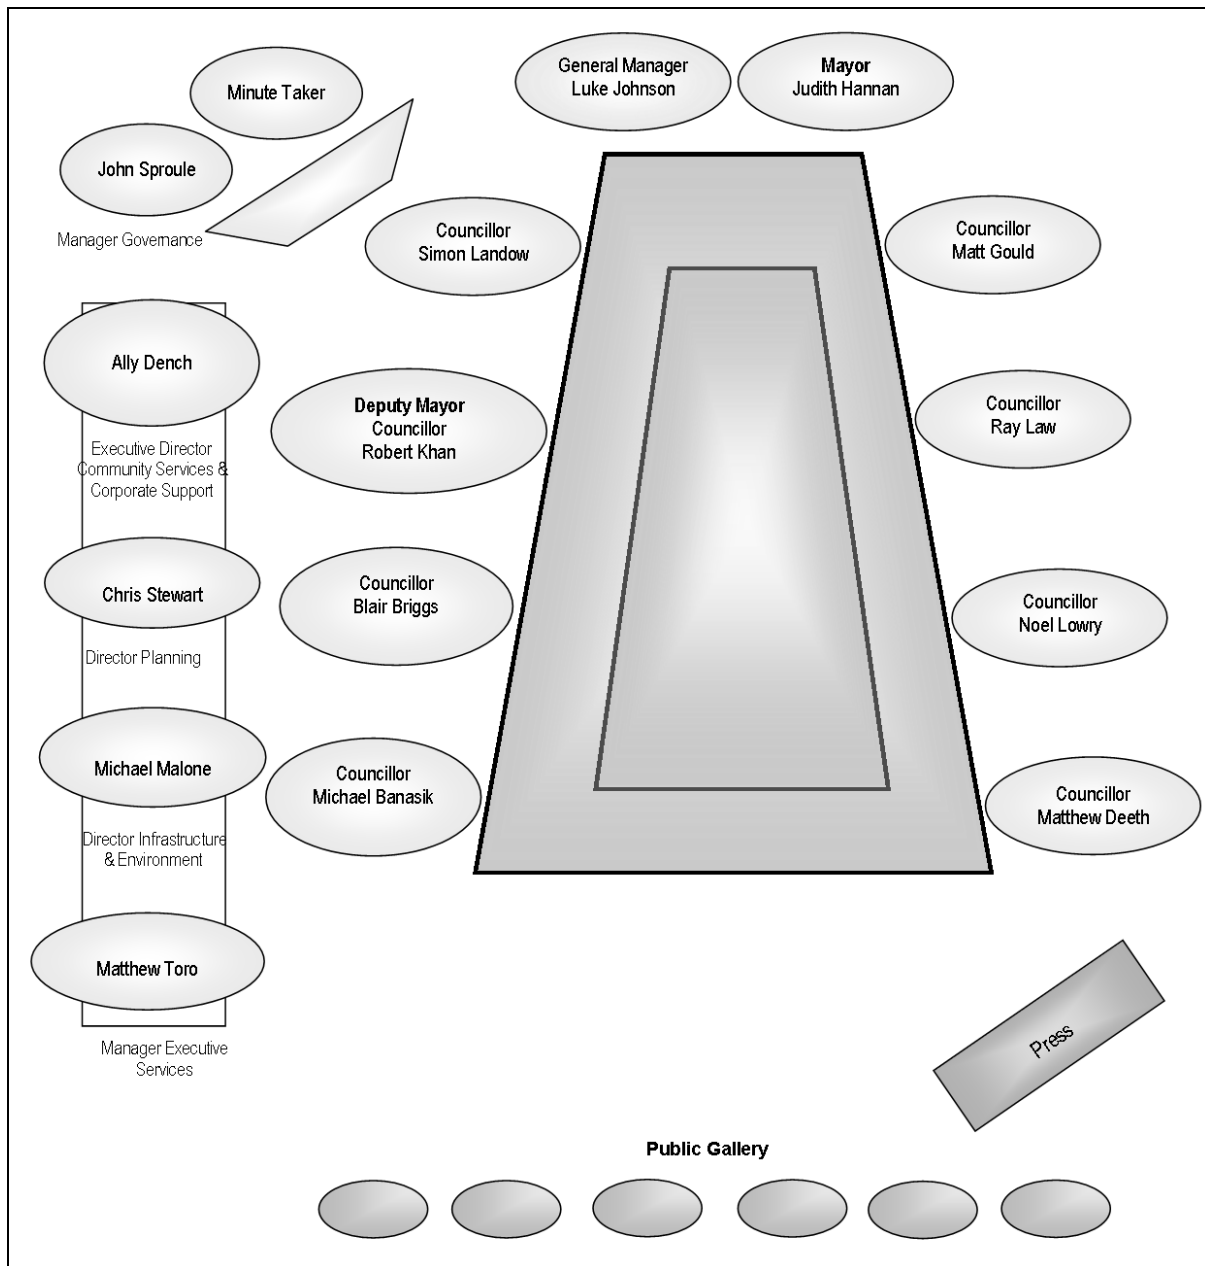 Minute Taker
General Manager
Luke Johnson
Mayor
Judith Hannan
John Sproule
Manager Governance
Councillor
Simon Landow
Councillor
Matt Gould
Ally Dench
Executive Director
Community Services &
Corporate Support
Deputy Mayor
Councillor
Robert Khan
Councillor
Ray Law
Chris Stewart
Director Planning
Councillor
Blair Briggs
Councillor
Noel Lowry
Michael Malone
Director Infrastructure
& Environment
Councillor
Michael Banasik
Councillor
Matthew Deeth
Matthew Toro
Manager Executive
Services
Press
Public Gallery